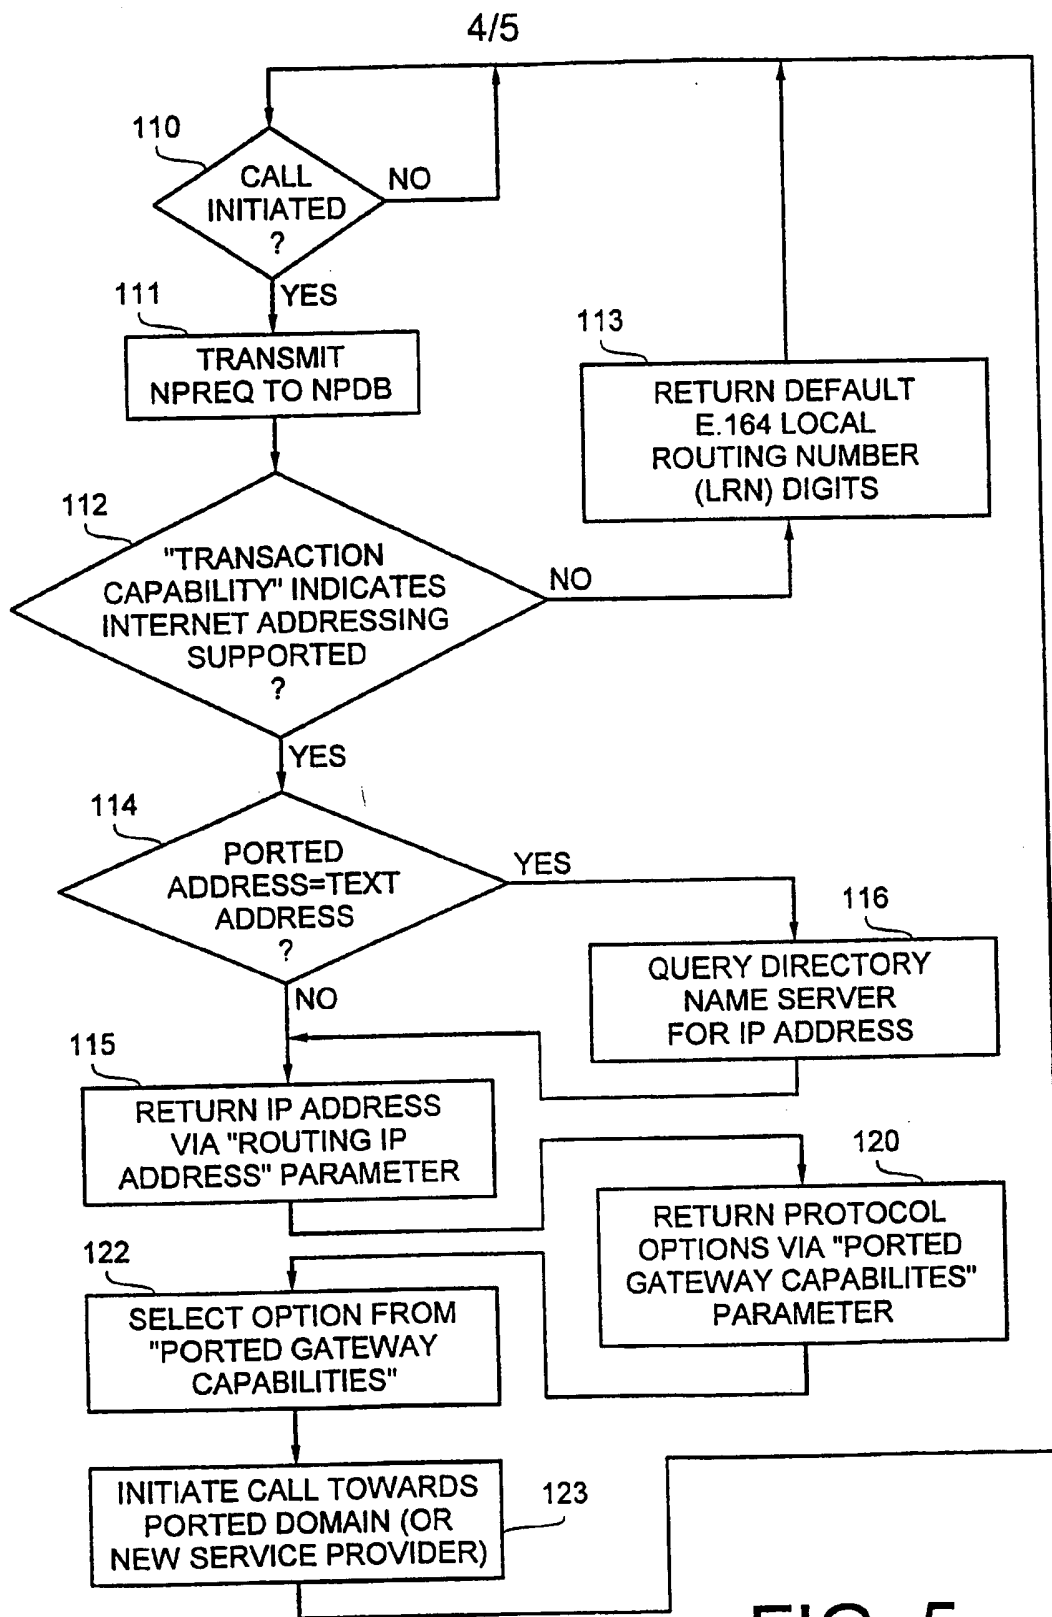 4/5
110
CALL
INITIATED
?
NO
YES
111
TRANSMIT
NPREQ TO NPDB
113
RETURN DEFAULT
E.164 LOCAL
ROUTING NUMBER
(LRN) DIGITS
112
"TRANSACTION
CAPABILITY" INDICATES
INTERNET ADDRESSING
SUPPORTED
?
NO
YES
114
PORTED
ADDRESS=TEXT
ADDRESS
?
YES
NO
116
QUERY DIRECTORY
NAME SERVER
FOR IP ADDRESS
115
RETURN IP ADDRESS
VIA "ROUTING IP
ADDRESS" PARAMETER
120
RETURN PROTOCOL
OPTIONS VIA "PORTED
GATEWAY CAPABILITES"
PARAMETER
122
SELECT OPTION FROM
"PORTED GATEWAY
CAPABILITIES"
INITIATE CALL TOWARDS
PORTED DOMAIN (OR
NEW SERVICE PROVIDER)
123
FIG. 5